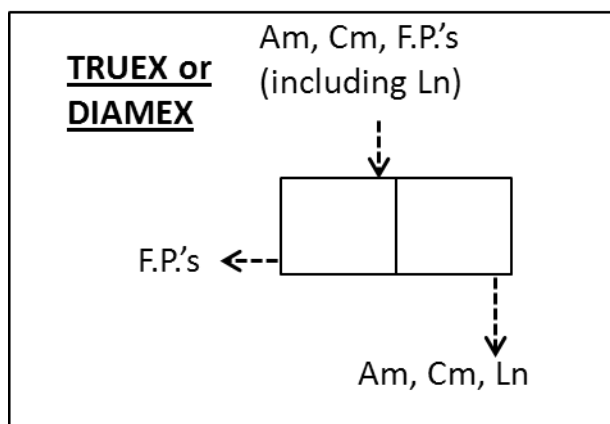 TRUEX or
DIAMEX
Am, Cm, F.P.'s
(including Ln)
F.P.'s
Am, Cm, Ln